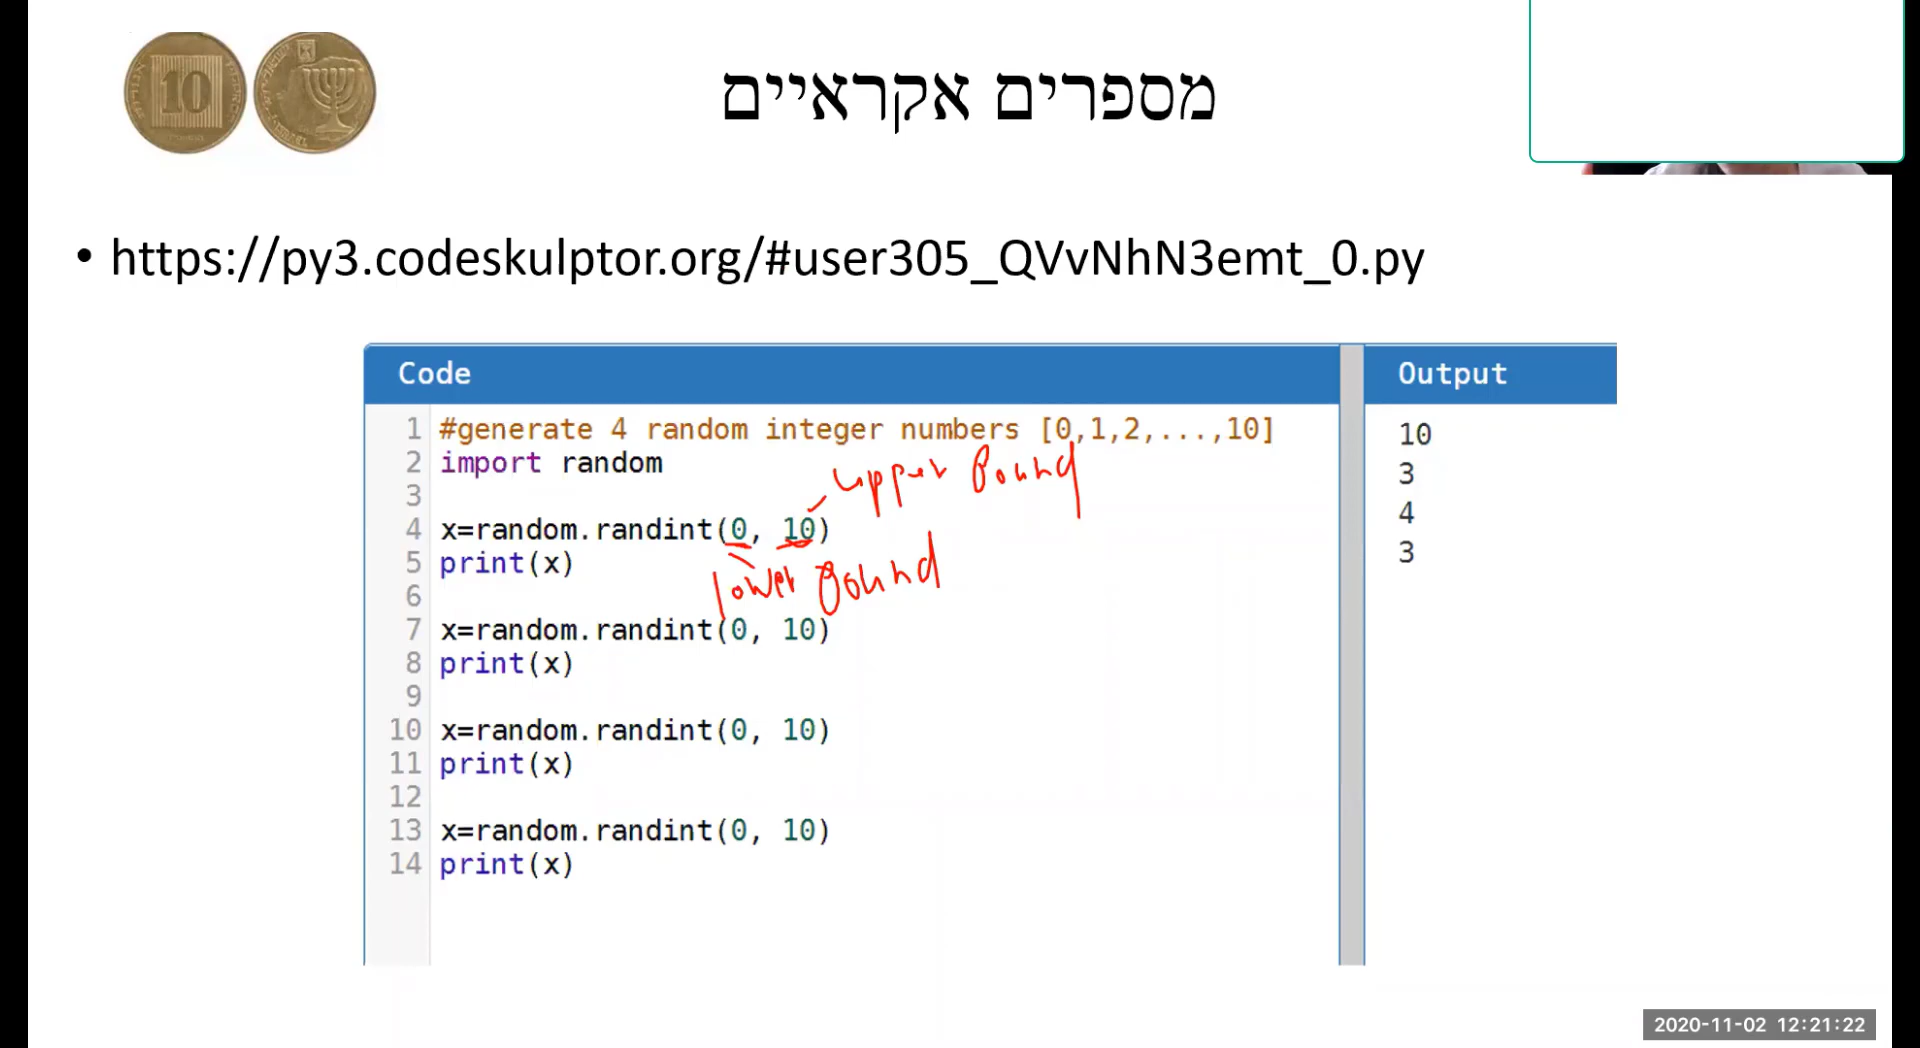 10
מספרים אקראיים
• https://py3.codeskulptor.org/#user305_QVvNhN3emt_0.py
Code
1 #generate 4 random integer numbers [0,1,2,...,10]
2 import random
3
upper Bound
4 x=random.randint(0, 10)
5 print(x)
lower Bound
6
7 x=random.randint(0, 10)
8 print(x)
9
10 x=random.randint(0, 10)
11 print(x)
12
13 x=random.randint(0, 10)
14 print(x)
Output
10
3
4
3
2020-11-02 12:21:22